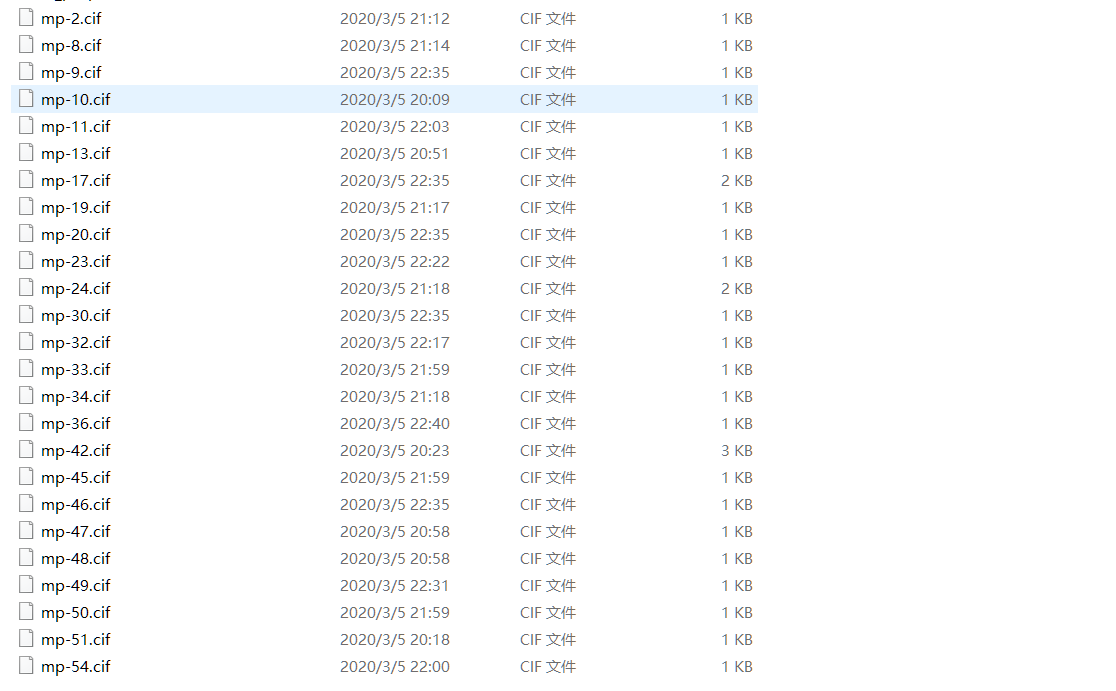 mp-2.cif 2020/3/5 21:12 CIF 文件 1 KB
mp-8.cif 2020/3/5 21:14 CIF 文件 1 KB
mp-9.cif 2020/3/5 22:35 CIF 文件 1 KB
mp-10.cif 2020/3/5 20:09 CIF 文件 1 KB
mp-11.cif 2020/3/5 22:03 CIF 文件 1 KB
mp-13.cif 2020/3/5 20:51 CIF 文件 1 KB
mp-17.cif 2020/3/5 22:35 CIF 文件 2 KB
mp-19.cif 2020/3/5 21:17 CIF 文件 1 KB
mp-20.cif 2020/3/5 22:35 CIF 文件 1 KB
mp-23.cif 2020/3/5 22:22 CIF 文件 1 KB
mp-24.cif 2020/3/5 21:18 CIF 文件 2 KB
mp-30.cif 2020/3/5 22:35 CIF 文件 1 KB
mp-32.cif 2020/3/5 22:17 CIF 文件 1 KB
mp-33.cif 2020/3/5 21:59 CIF 文件 1 KB
mp-34.cif 2020/3/5 21:18 CIF 文件 1 KB
mp-36.cif 2020/3/5 22:40 CIF 文件 1 KB
mp-42.cif 2020/3/5 20:23 CIF 文件 3 KB
mp-45.cif 2020/3/5 21:59 CIF 文件 1 KB
mp-46.cif 2020/3/5 22:35 CIF 文件 1 KB
mp-47.cif 2020/3/5 20:58 CIF 文件 1 KB
mp-48.cif 2020/3/5 20:58 CIF 文件 1 KB
mp-49.cif 2020/3/5 22:31 CIF 文件 1 KB
mp-50.cif 2020/3/5 21:59 CIF 文件 1 KB
mp-51.cif 2020/3/5 20:18 CIF 文件 1 KB
mp-54.cif 2020/3/5 22:00 CIF 文件 1 KB